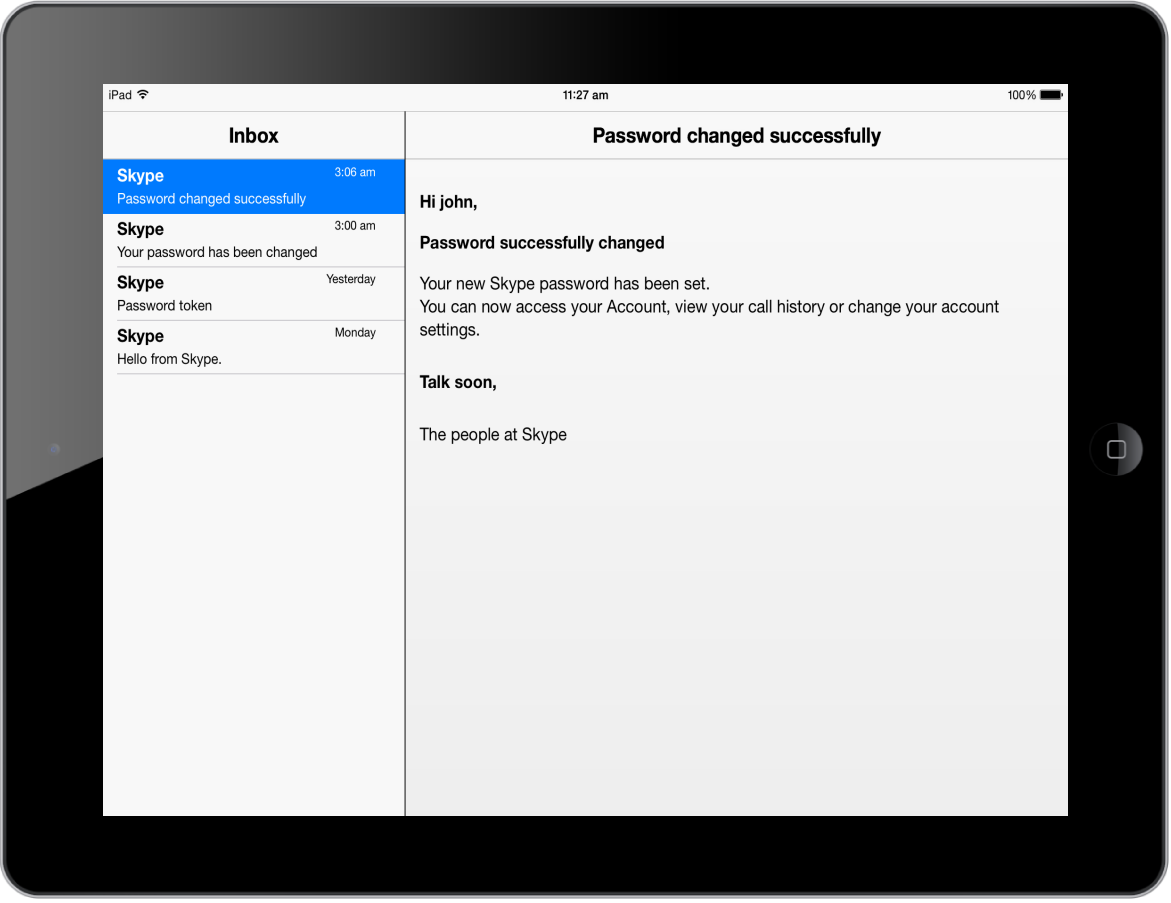 iPad 11:27 am 100%
Inbox
Password changed successfully
Skype 3:06 am
Password changed successfully
Skype 3:00 am
Your password has been changed
Skype Yesterday
Password token
Skype Monday
Hello from Skype.
Hi john,
Password successfully changed
Your new Skype password has been set.
You can now access your Account, view your call history or change your account
settings.
Talk soon,
The people at Skype